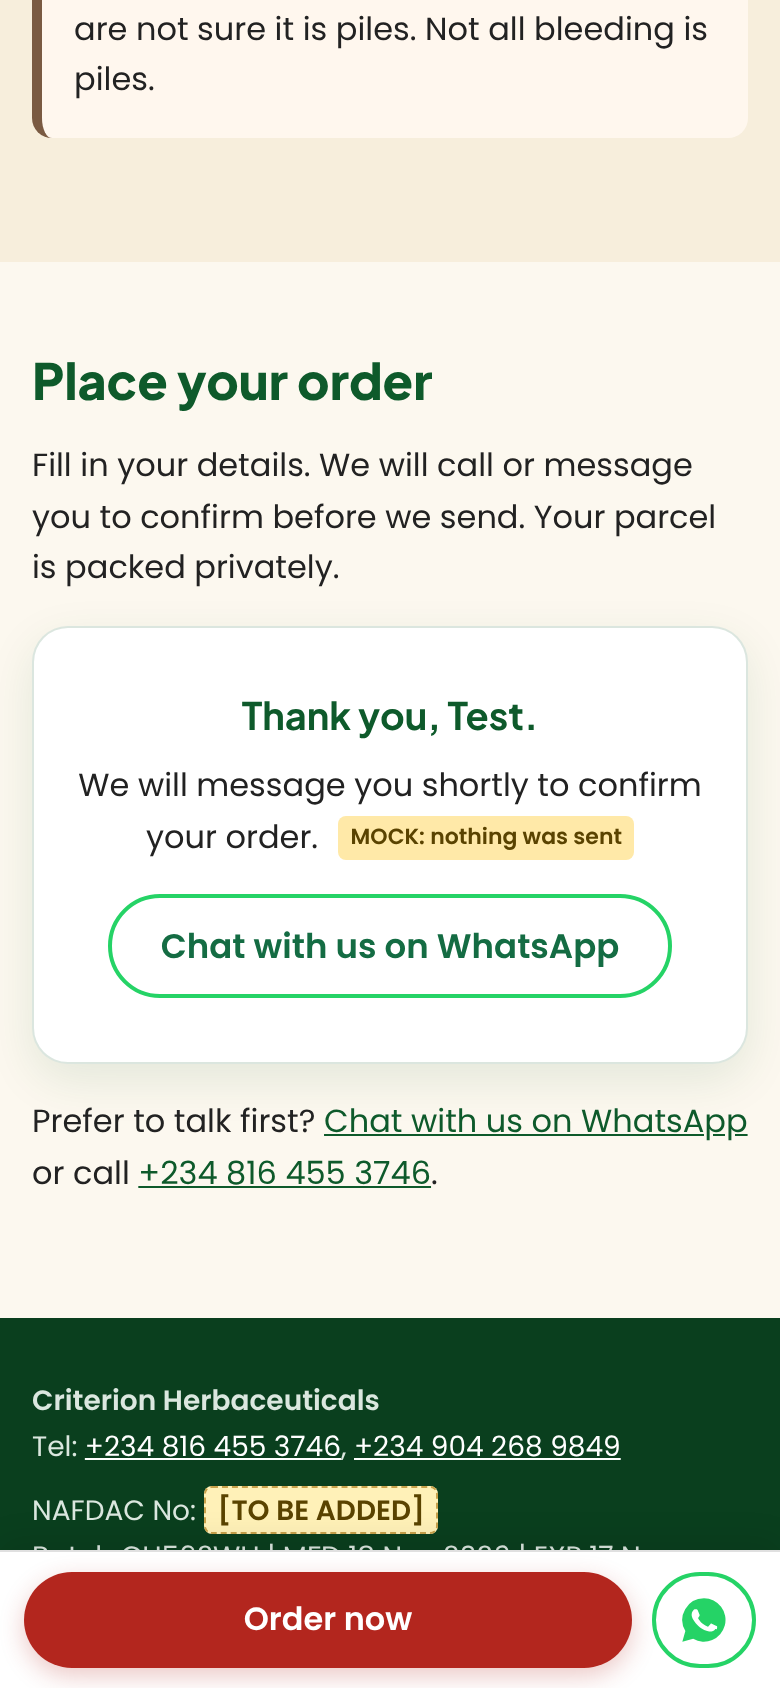 are not sure it is piles. Not all bleeding is
piles.
Place your order
Fill in your details. We will call or message
you to confirm before we send. Your parcel
is packed privately.
Thank you, Test.
We will message you shortly to confirm
your order. MOCK: nothing was sent
Chat with us on WhatsApp
Prefer to talk first? Chat with us on WhatsApp
or call +234 816 455 3746.
Criterion Herbaceuticals
Tel: +234 816 455 3746, +234 904 268 9849
NAFDAC No: [TO BE ADDED]
Order now